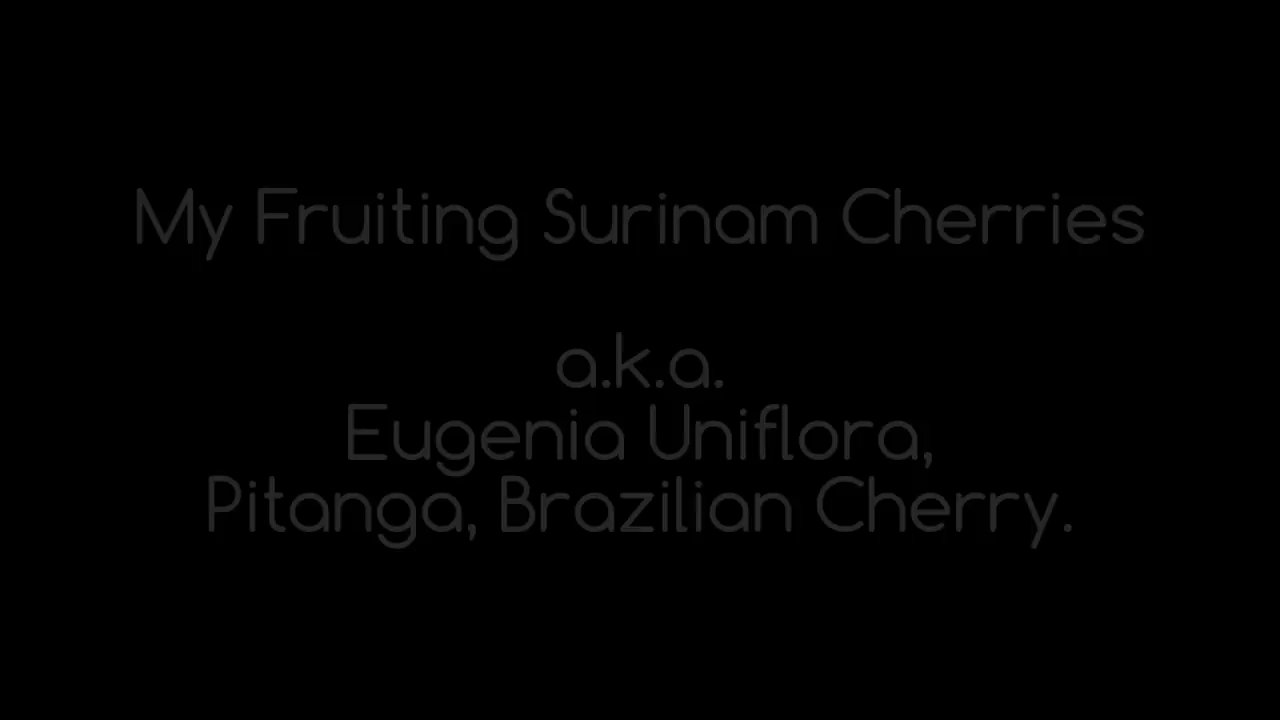 My Fruiting Surinam Cherries
a.k.a.
Eugenia Uniflora,
Pitanga, Brazilian Cherry.